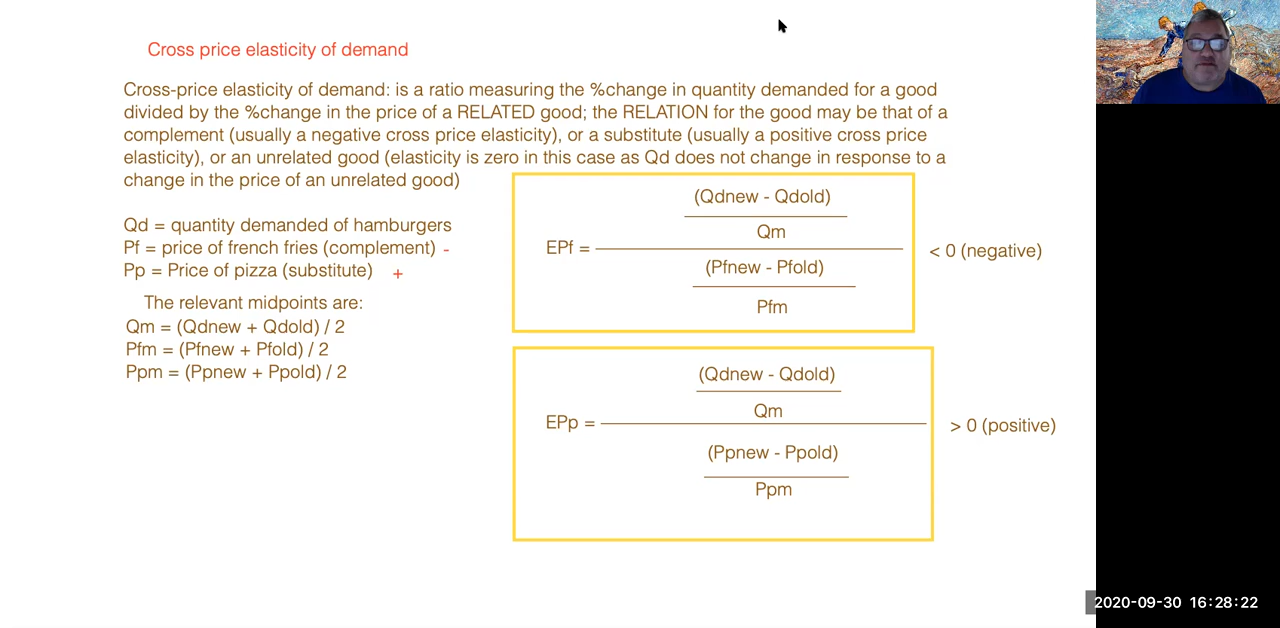 Cross price elasticity of demand
Cross-price elasticity of demand: is a ratio measuring the %change in quantity demanded for a good
divided by the %change in the price of a RELATED good; the RELATION for the good may be that of a
complement (usually a negative cross price elasticity), or a substitute (usually a positive cross price
elasticity), or an unrelated good (elasticity is zero in this case as Qd does not change in response to a
change in the price of an unrelated good)
Qd = quantity demanded of hamburgers
Pf = price of french fries (complement) -
Pp = Price of pizza (substitute) +
The relevant midpoints are:
Qm = (Qdnew + Qdold) / 2
Pfm = (Pfnew + Pfold) / 2
Ppm = (Ppnew + Ppold) / 2
(Qdnew - Qdold)
Qm
EPf =
(Pfnew - Pfold)
Pfm
< 0 (negative)
(Qdnew - Qdold)
Qm
EPp =
(Ppnew - Ppold)
Ppm
> 0 (positive)
2020-09-30 16:28:22